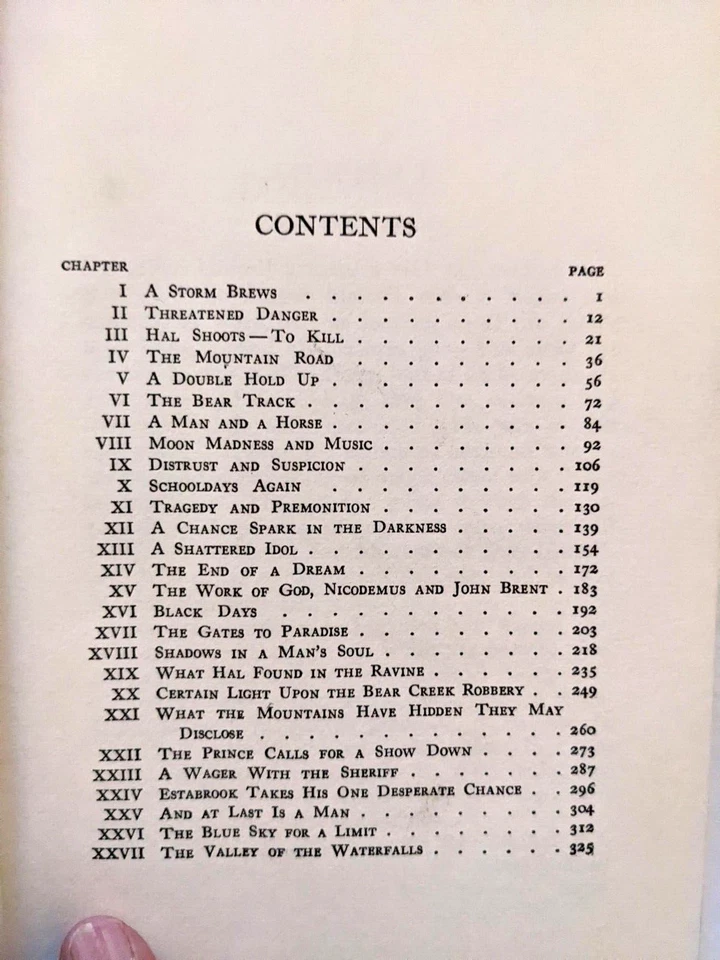 CONTENTS
CHAPTER PAGE
I A Storm Brews . . . . . . . . . . 1
II Threatened Danger . . . . . . . . . . 12
III Hal Shoots — To Kill . . . . . . . . . 21
IV The Mountain Road . . . . . . . . . 36
V A Double Hold Up . . . . . . . . . . 56
VI The Bear Track . . . . . . . . . . . 72
VII A Man and a Horse . . . . . . . . . . 84
VIII Moon Madness and Music . . . . . . . . 92
IX Distrust and Suspicion . . . . . . . . . 106
X Schooldays Again . . . . . . . . . 119
XI Tragedy and Premonition . . . . . . . . 130
XII A Chance Spark in the Darkness . . . . . 139
XIII A Shattered Idol . . . . . . . . . . 154
XIV The End of a Dream . . . . . . . . . 172
XV The Work of God, Nicodemus and John Brent . 183
XVI Black Days . . . . . . . . . . . 192
XVII The Gates to Paradise . . . . . . . . . 203
XVIII Shadows in a Man's Soul . . . . . . . . 218
XIX What Hal Found in the Ravine . . . . . . 235
XX Certain Light Upon the Bear Creek Robbery . . 249
XXI What the Mountains Have Hidden They May
Disclose . . . . . . . . . . . . 260
XXII The Prince Calls for a Show Down . . . . 273
XXIII A Wager With the Sheriff . . . . . . . 287
XXIV Estabrook Takes His One Desperate Chance . . 296
XXV And at Last Is a Man . . . . . . . . . 304
XXVI The Blue Sky for a Limit . . . . . . . . 312
XXVII The Valley of the Waterfalls . . . . . . 325